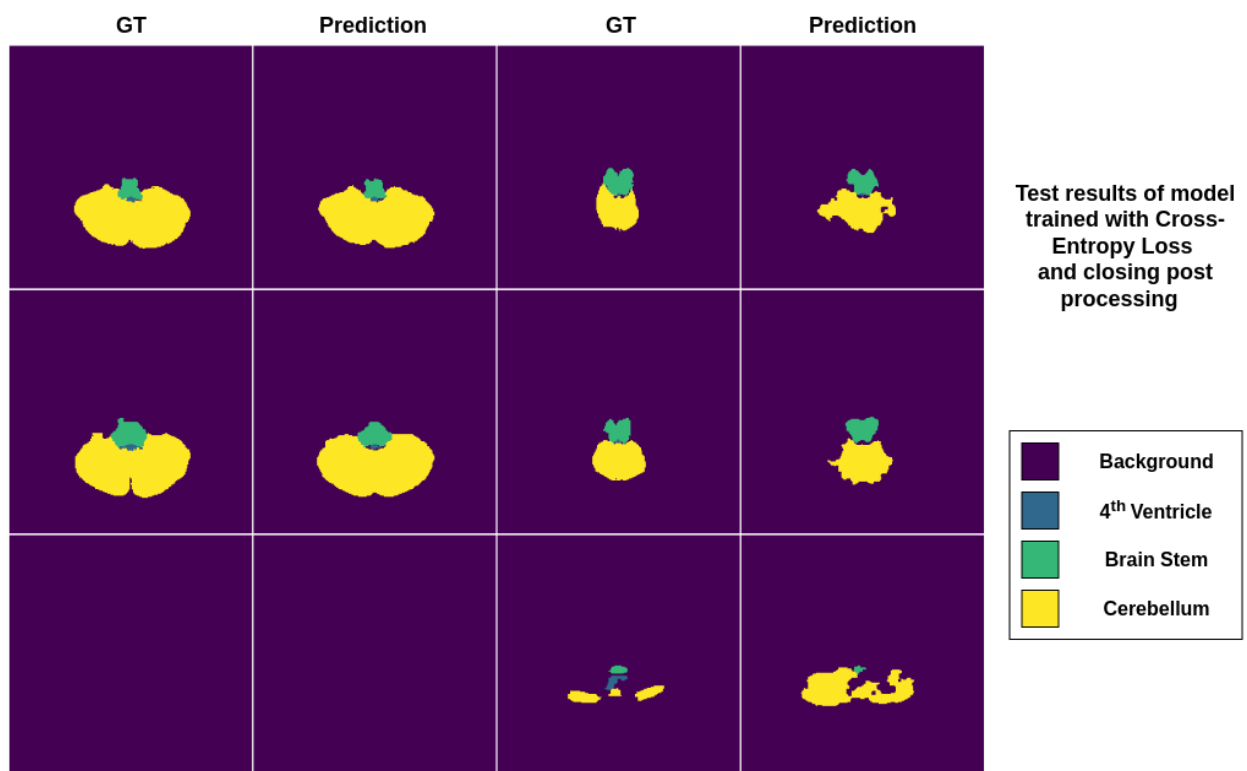 GT
Prediction
GT
Prediction
Test results of model
trained with Cross-
Entropy Loss
and closing post
processing
Background
4th Ventricle
Brain Stem
Cerebellum